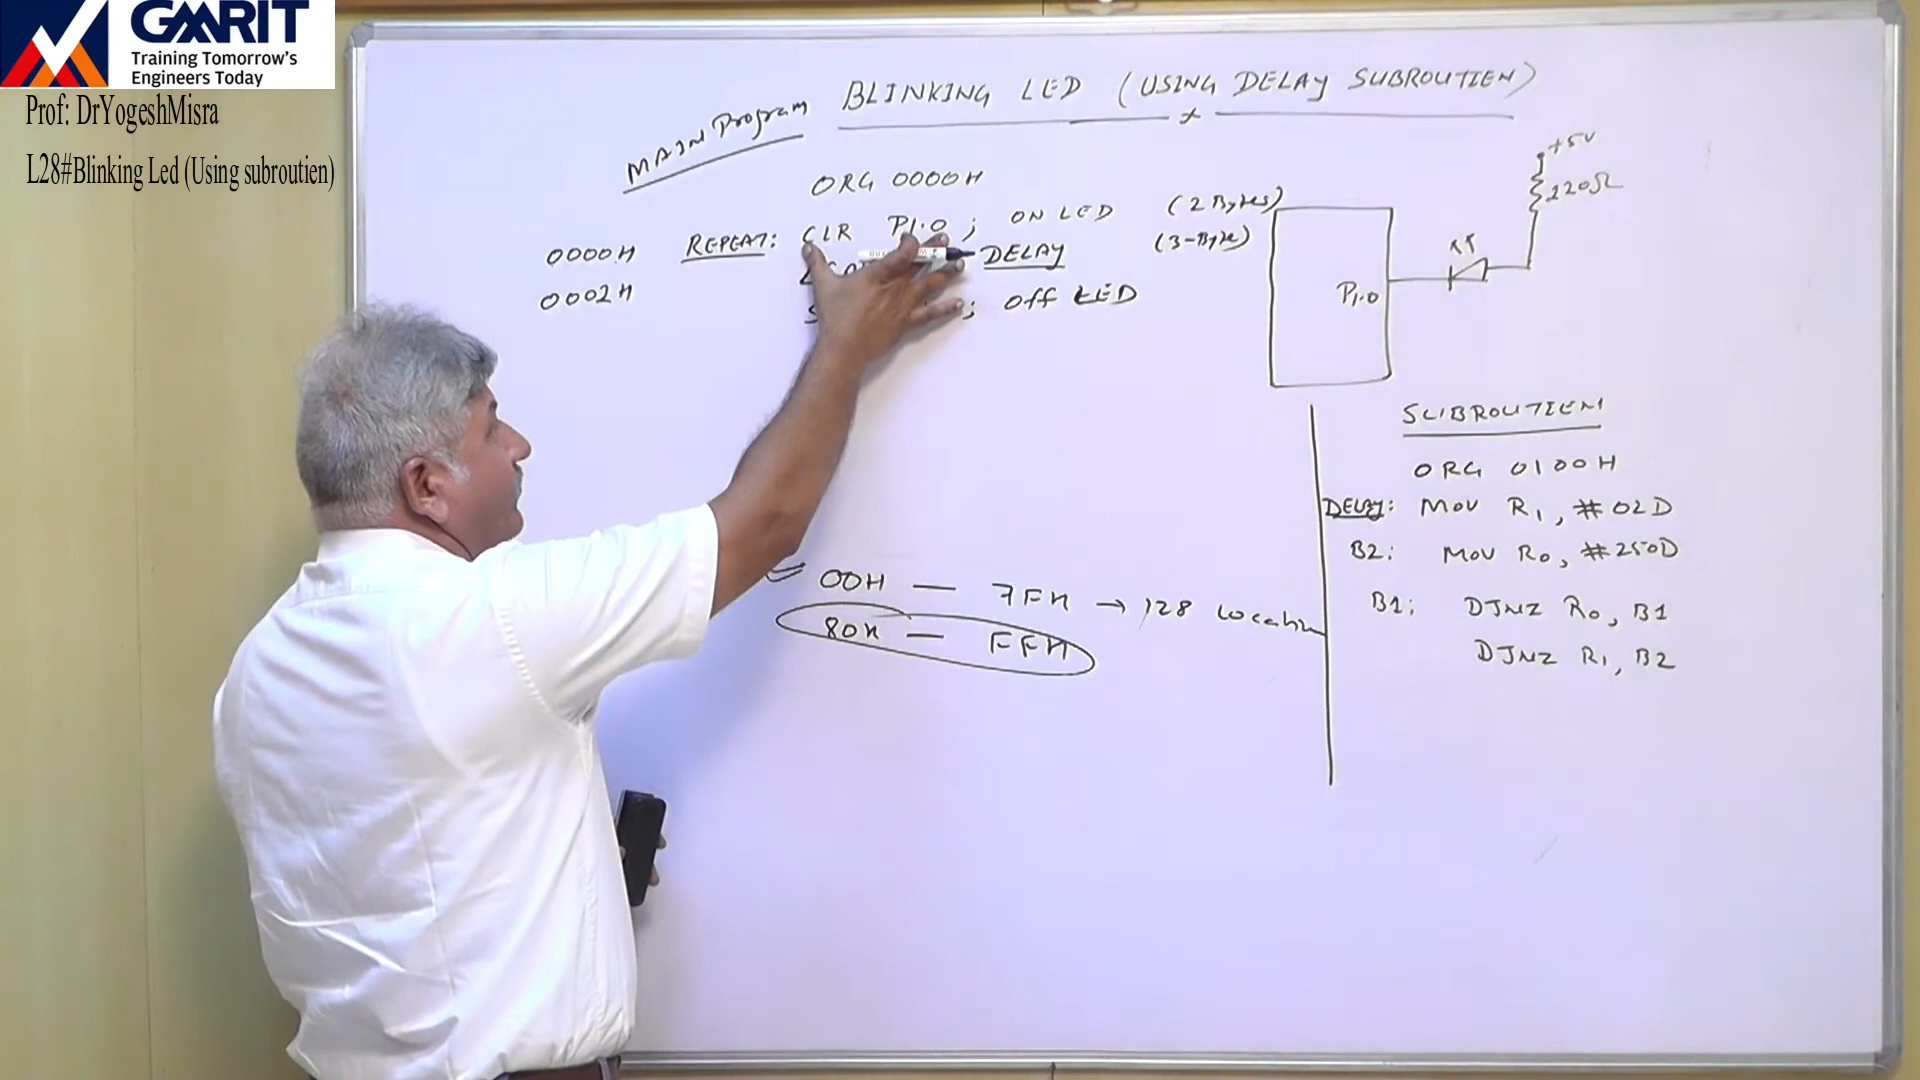 GMRIT
Training Tomorrow's
Engineers Today
Prof: DrYogeshMisra
L28#Blinking Led (Using subroutien)
MAIN Program
BLINKING LED (USING DELAY SUBROUTIEN)
ORG 0000H
0000H REPEAT: CLR P1.0; ON LED (2 Bytes)
DELAY (3-Byte)
0002H ; Off LED
+5V
220Ω
P1.0
00H — 7FH → 128 Location
80H — FFH
SUBROUTIEN
ORG 0100H
DELAY: MOV R1, #02D
B2: MOV R0, #250D
B1: DJNZ R0, B1
DJNZ R1, B2